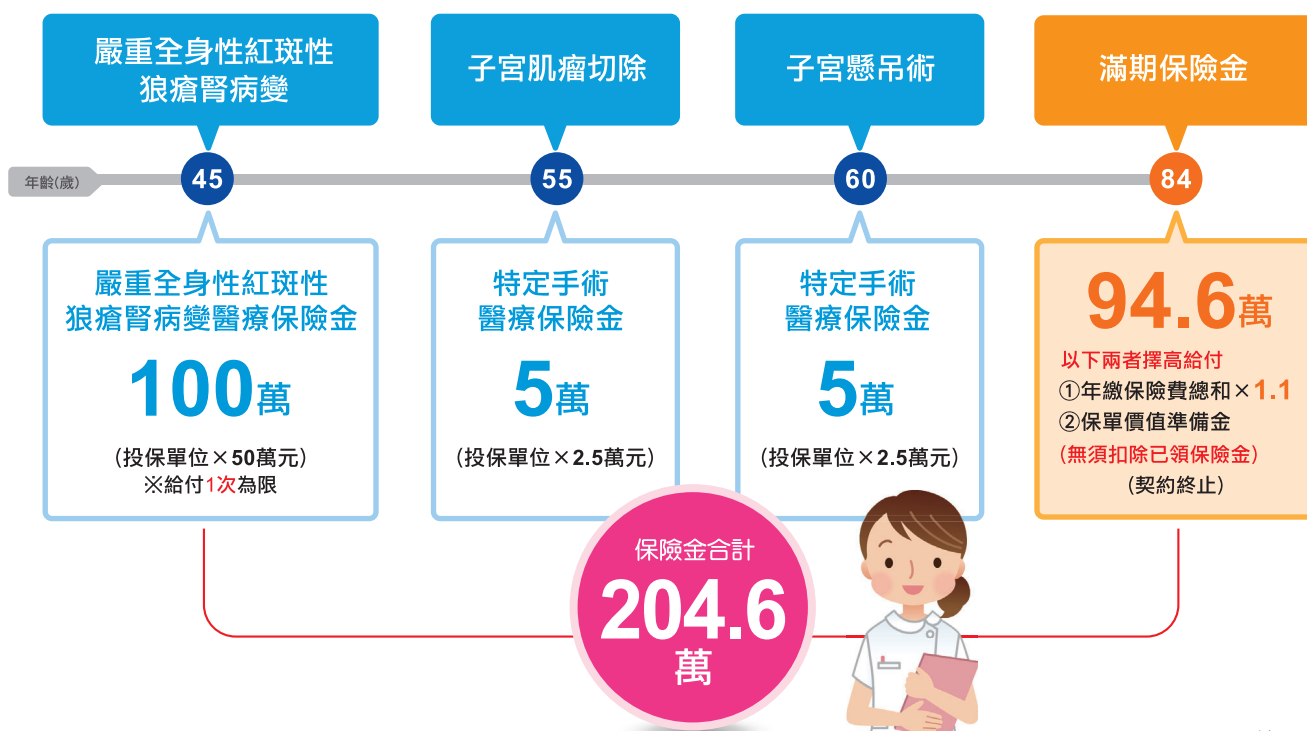 嚴重全身性紅斑性
狼瘡腎病變
子宮肌瘤切除
子宮懸吊術
滿期保險金
年齡(歲)
45
55
60
84
嚴重全身性紅斑性
狼瘡腎病變醫療保險金
100萬
(投保單位×50萬元)
※給付1次為限
特定手術
醫療保險金
5萬
(投保單位×2.5萬元)
特定手術
醫療保險金
5萬
(投保單位×2.5萬元)
94.6萬
以下兩者擇高給付
①年繳保險費總和×1.1
②保單價值準備金
(無須扣除已領保險金)
(契約終止)
保險金合計
204.6
萬